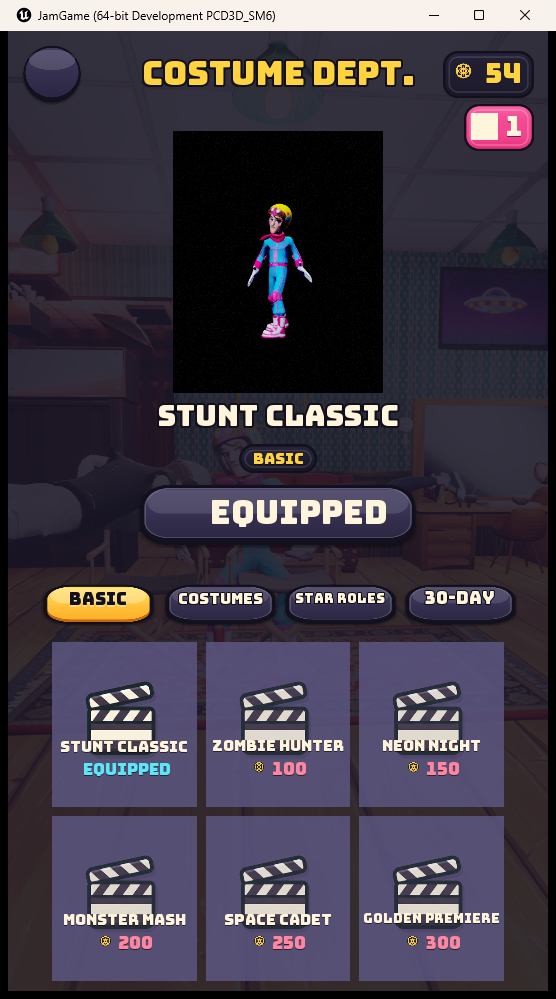 JamGame (64-bit Development PCD3D_SM6)
COSTUME DEPT.
54
1
STUNT CLASSIC
BASIC
EQUIPPED
BASIC
COSTUMES
STAR ROLES
30-DAY
STUNT CLASSIC
EQUIPPED
ZOMBIE HUNTER
100
NEON NIGHT
150
MONSTER MASH
200
SPACE CADET
250
GOLDEN PREMIERE
300